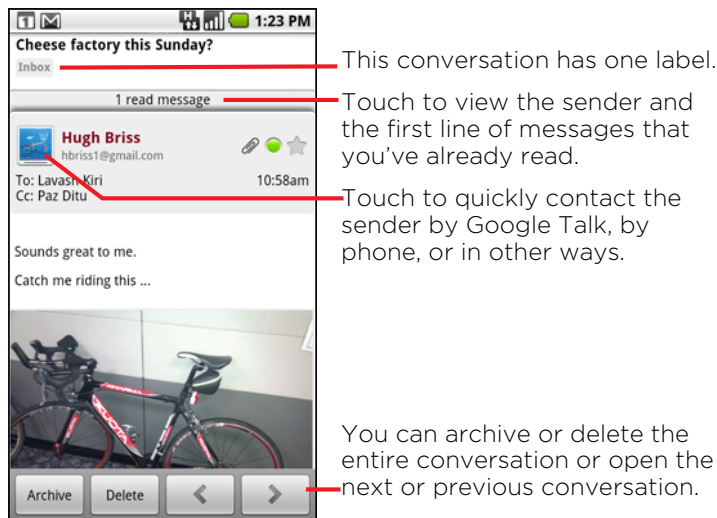 1
1:23 PM
Cheese factory this Sunday?
Inbox
This conversation has one label.
1 read message
Touch to view the sender and
the first line of messages that
you've already read.
Hugh Briss
hbriss1@gmail.com
To: Lavash Kiri
10:58am
Cc: Paz Ditu
Touch to quickly contact the
sender by Google Talk, by
phone, or in other ways.
Sounds great to me.
Catch me riding this ...
You can archive or delete the
entire conversation or open the
next or previous conversation.
Archive
Delete